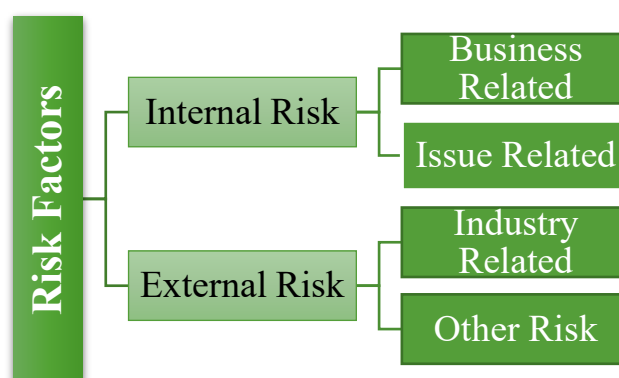 Risk Factors
Internal Risk
Business
Related
Issue Related
External Risk
Industry
Related
Other Risk